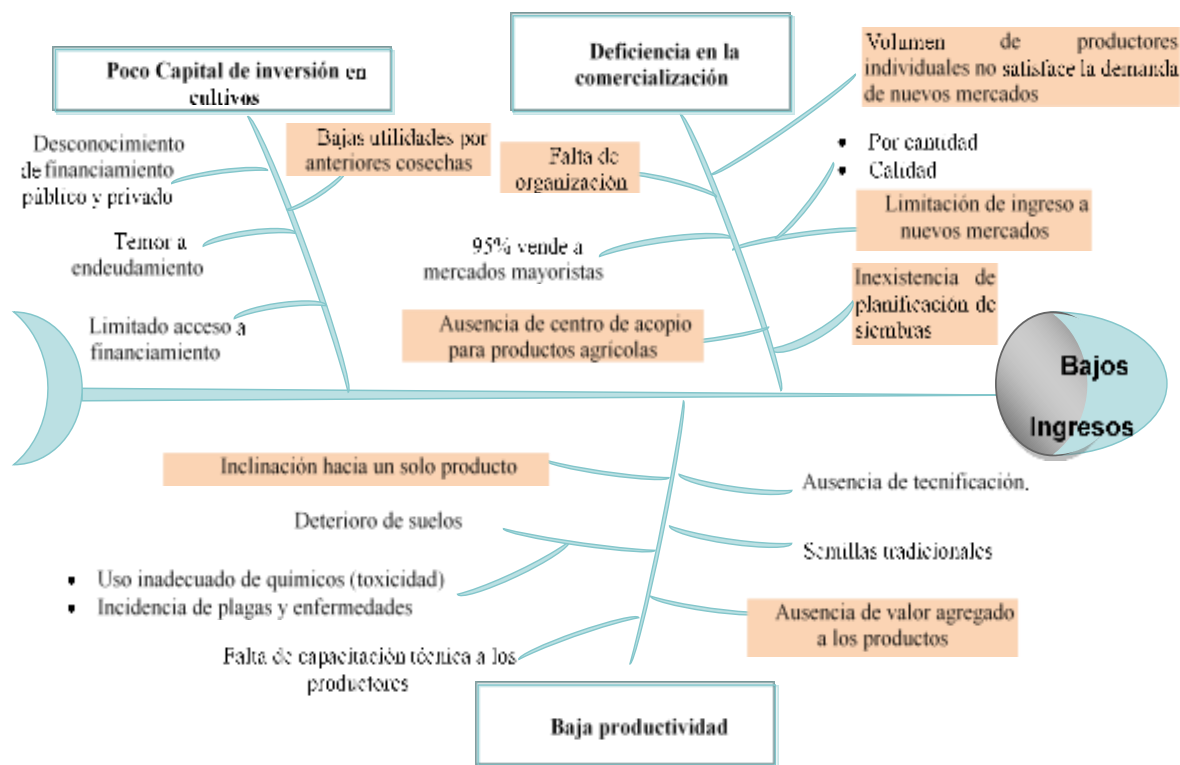 Poco Capital de inversión en
cultivos
Deficiencia en la
comercialización
Volumen de productores
individuales no satisface la demanda
de nuevos mercados
Desconocimiento
de financiamiento
público y privado
Bajas utilidades por
anteriores cosechas
Falta de
organización
• Por cantidad
• Calidad
Limitación de ingreso a
nuevos mercados
Temor a
endeudamiento
95% vende a
mercados mayoristas
Inexistencia de
planificación de
siembras
Limitado acceso a
financiamiento
Ausencia de centro de acopio
para productos agrícolas
Bajos
Ingresos
Inclinación hacia un solo producto
Ausencia de tecnificación.
Deterioro de suelos
Semillas tradicionales
• Uso inadecuado de químicos (toxicidad)
• Incidencia de plagas y enfermedades
Ausencia de valor agregado
a los productos
Falta de capacitación técnica a los
productores
Baja productividad